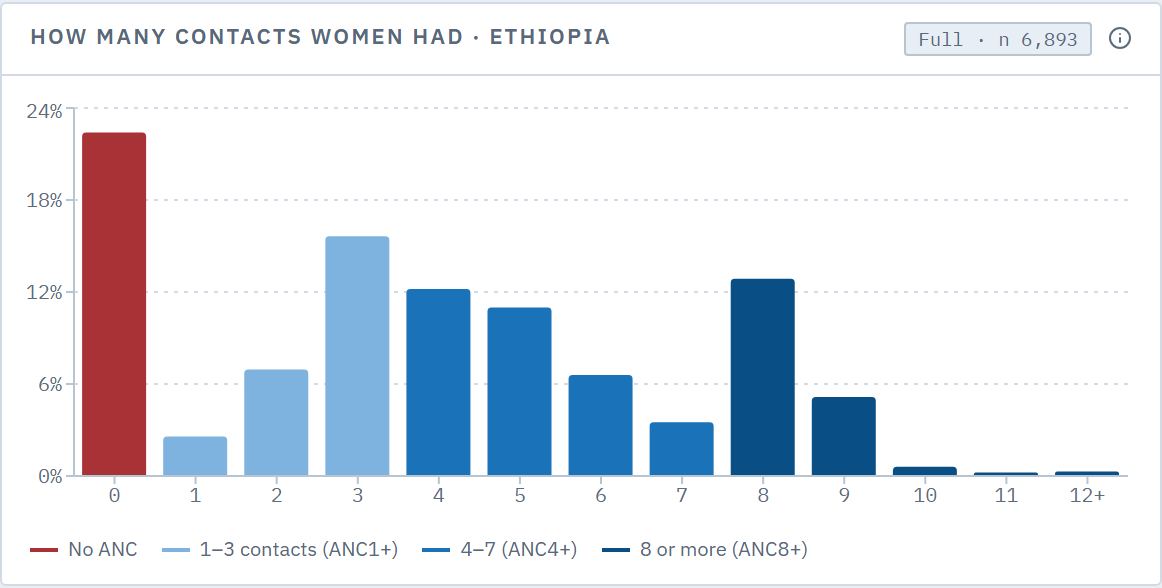 HOW MANY CONTACTS WOMEN HAD · ETHIOPIA
Full · n 6,893
24%
18%
12%
6%
0%
0 1 2 3 4 5 6 7 8 9 10 11 12+
No ANC 1–3 contacts (ANC1+) 4–7 (ANC4+) 8 or more (ANC8+)